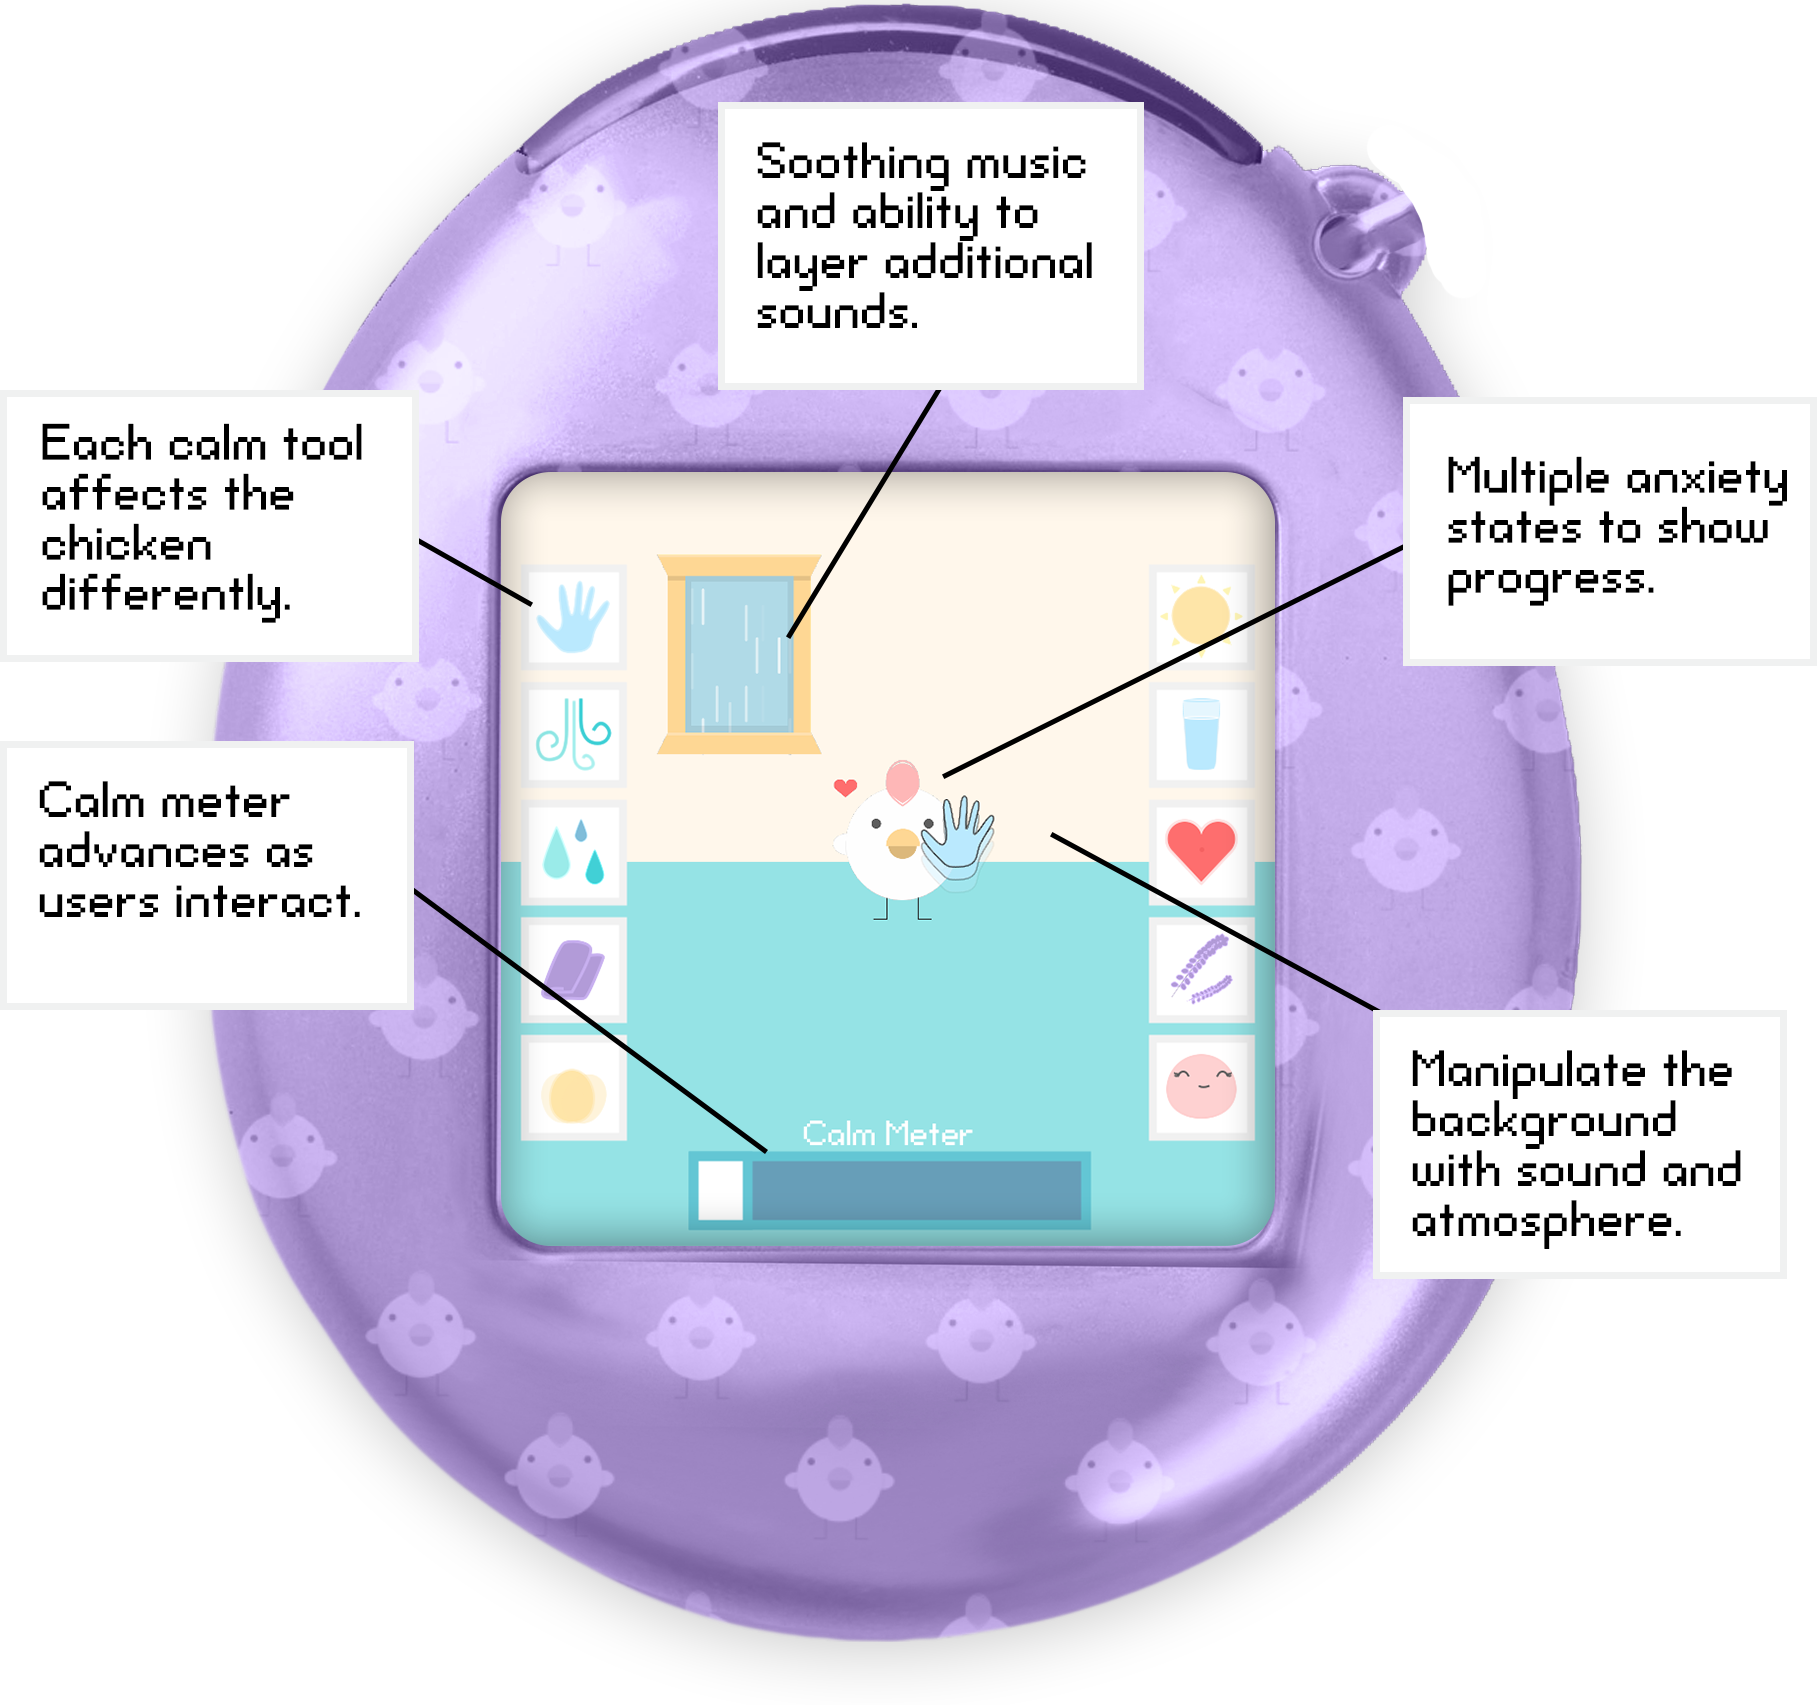 Soothing music
and ability to
layer additional
sounds.
Each calm tool
affects the
chicken
differently.
Multiple anxiety
states to show
progress.
Calm meter
advances as
users interact.
Manipulate the
background
with sound and
atmosphere.
Calm Meter